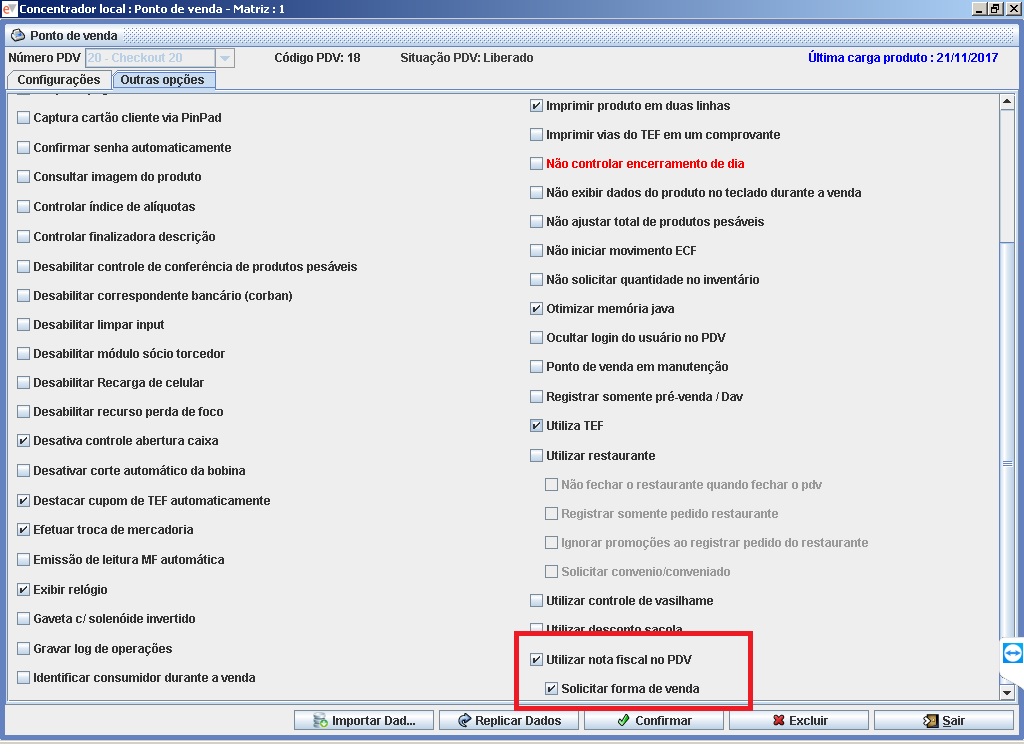 Concentrador local : Ponto de venda - Matriz : 1
Ponto de venda
Número PDV 20 - Checkout 20 Código PDV: 18 Situação PDV: Liberado Última carga produto : 21/11/2017
Configurações Outras opções
Captura cartão cliente via PinPad
Confirmar senha automaticamente
Consultar imagem do produto
Controlar índice de alíquotas
Controlar finalizadora descrição
Desabilitar controle de conferência de produtos pesáveis
Desabilitar correspondente bancário (corban)
Desabilitar limpar input
Desabilitar módulo sócio torcedor
Desabilitar Recarga de celular
Desabilitar recurso perda de foco
Desativa controle abertura caixa
Desativar corte automático da bobina
Destacar cupom de TEF automaticamente
Efetuar troca de mercadoria
Emissão de leitura MF automática
Exibir relógio
Gaveta c/ solenóide invertido
Gravar log de operações
Identificar consumidor durante a venda
Imprimir produto em duas linhas
Imprimir vias do TEF em um comprovante
Não controlar encerramento de dia
Não exibir dados do produto no teclado durante a venda
Não ajustar total de produtos pesáveis
Não iniciar movimento ECF
Não solicitar quantidade no inventário
Otimizar memória java
Ocultar login do usuário no PDV
Ponto de venda em manutenção
Registrar somente pré-venda / Dav
Utiliza TEF
Utilizar restaurante
Não fechar o restaurante quando fechar o pdv
Registrar somente pedido restaurante
Ignorar promoções ao registrar pedido do restaurante
Solicitar convenio/conveniado
Utilizar controle de vasilhame
Utilizar desconto sacola
Utilizar nota fiscal no PDV
Solicitar forma de venda
Importar Dad... Replicar Dados Confirmar Excluir Sair